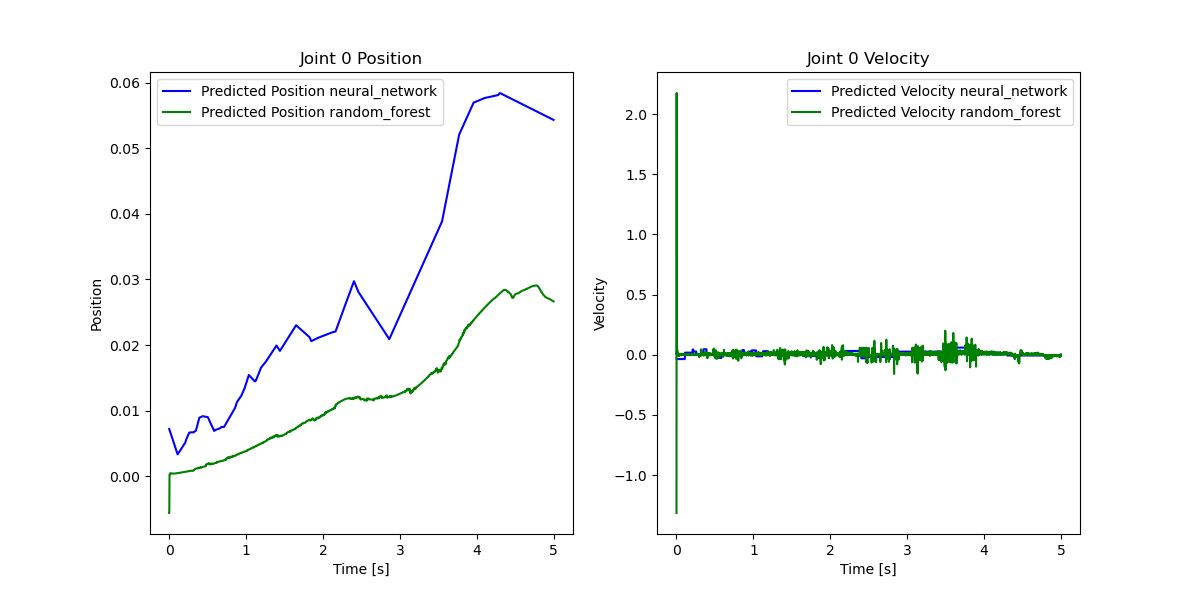 Joint 0 Position
Predicted Position neural_network
Predicted Position random_forest
0.06
0.05
0.04
0.03
0.02
0.01
0.00
Position
0 1 2 3 4 5
Time [s]
Joint 0 Velocity
Predicted Velocity neural_network
Predicted Velocity random_forest
2.0
1.5
1.0
0.5
0.0
−0.5
−1.0
Velocity
0 1 2 3 4 5
Time [s]